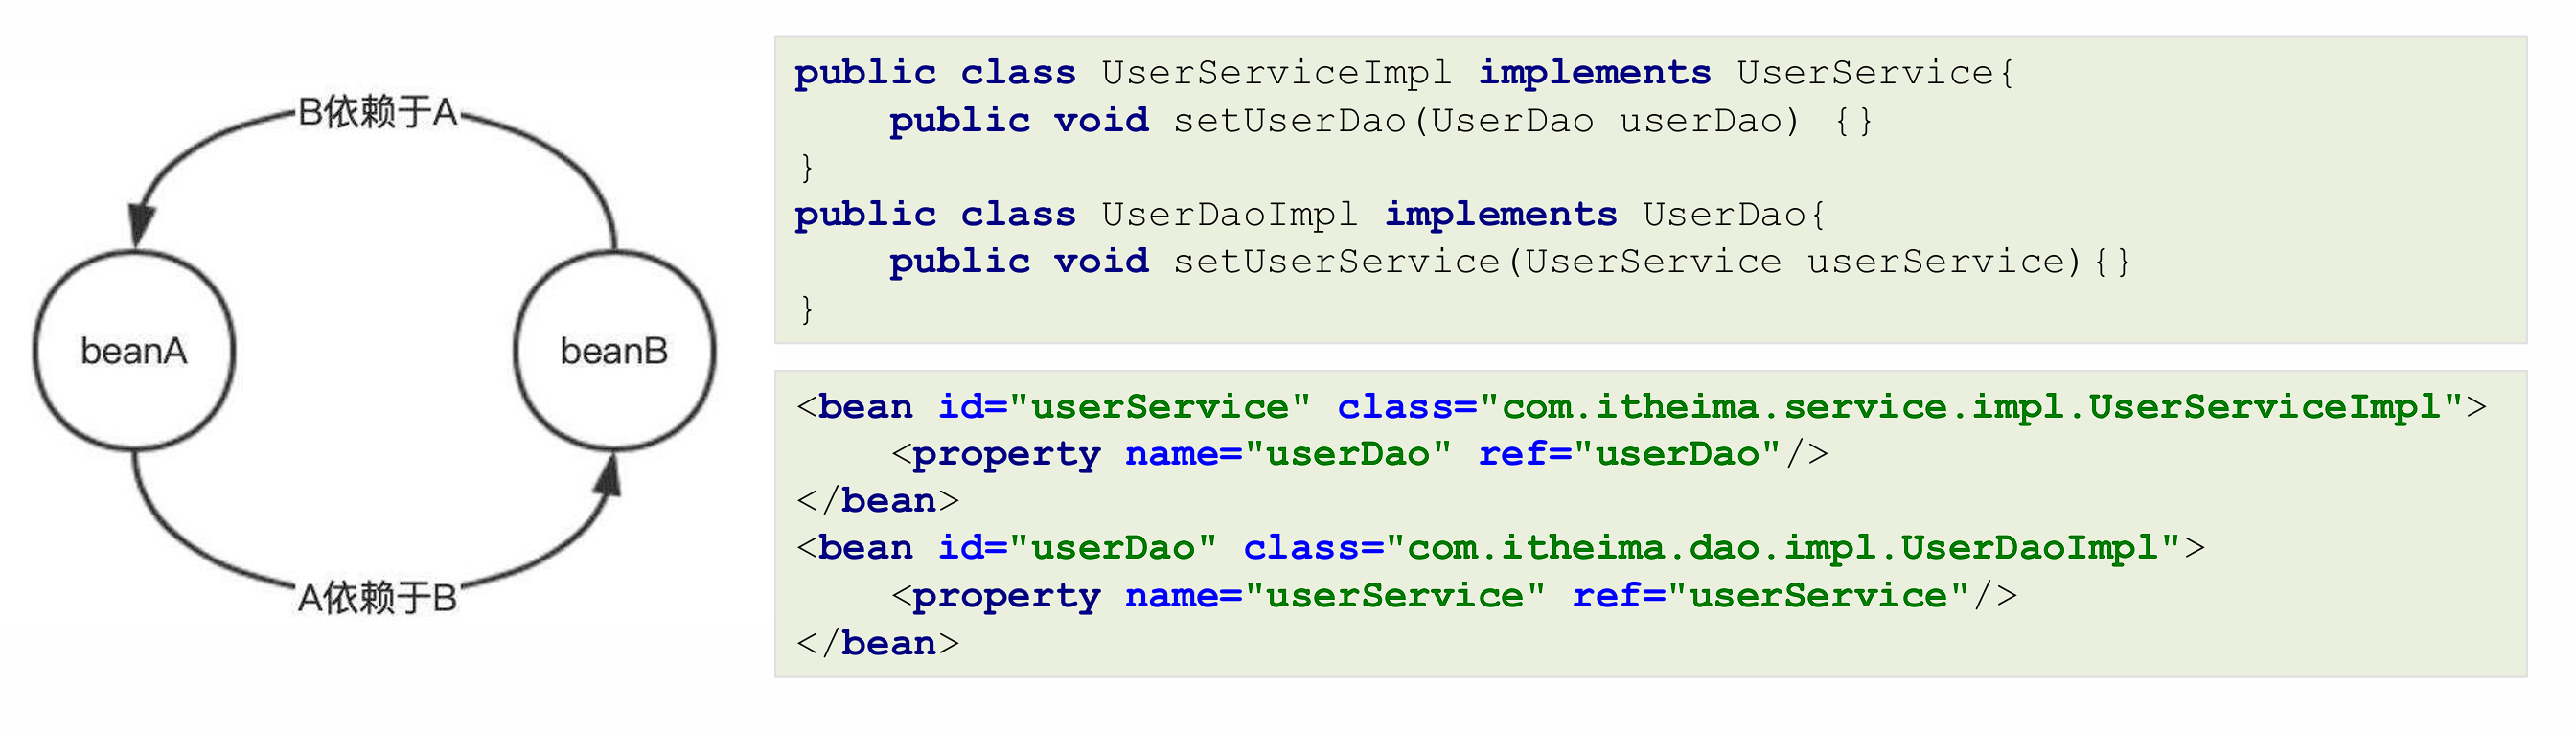 B依赖于A
beanA
beanB
A依赖于B
public class UserServiceImpl implements UserService{
    public void setUserDao(UserDao userDao) {}
}
public class UserDaoImpl implements UserDao{
    public void setUserService(UserService userService){}
}
<bean id="userService" class="com.itheima.service.impl.UserServiceImpl">
    <property name="userDao" ref="userDao"/>
</bean>
<bean id="userDao" class="com.itheima.dao.impl.UserDaoImpl">
    <property name="userService" ref="userService"/>
</bean>